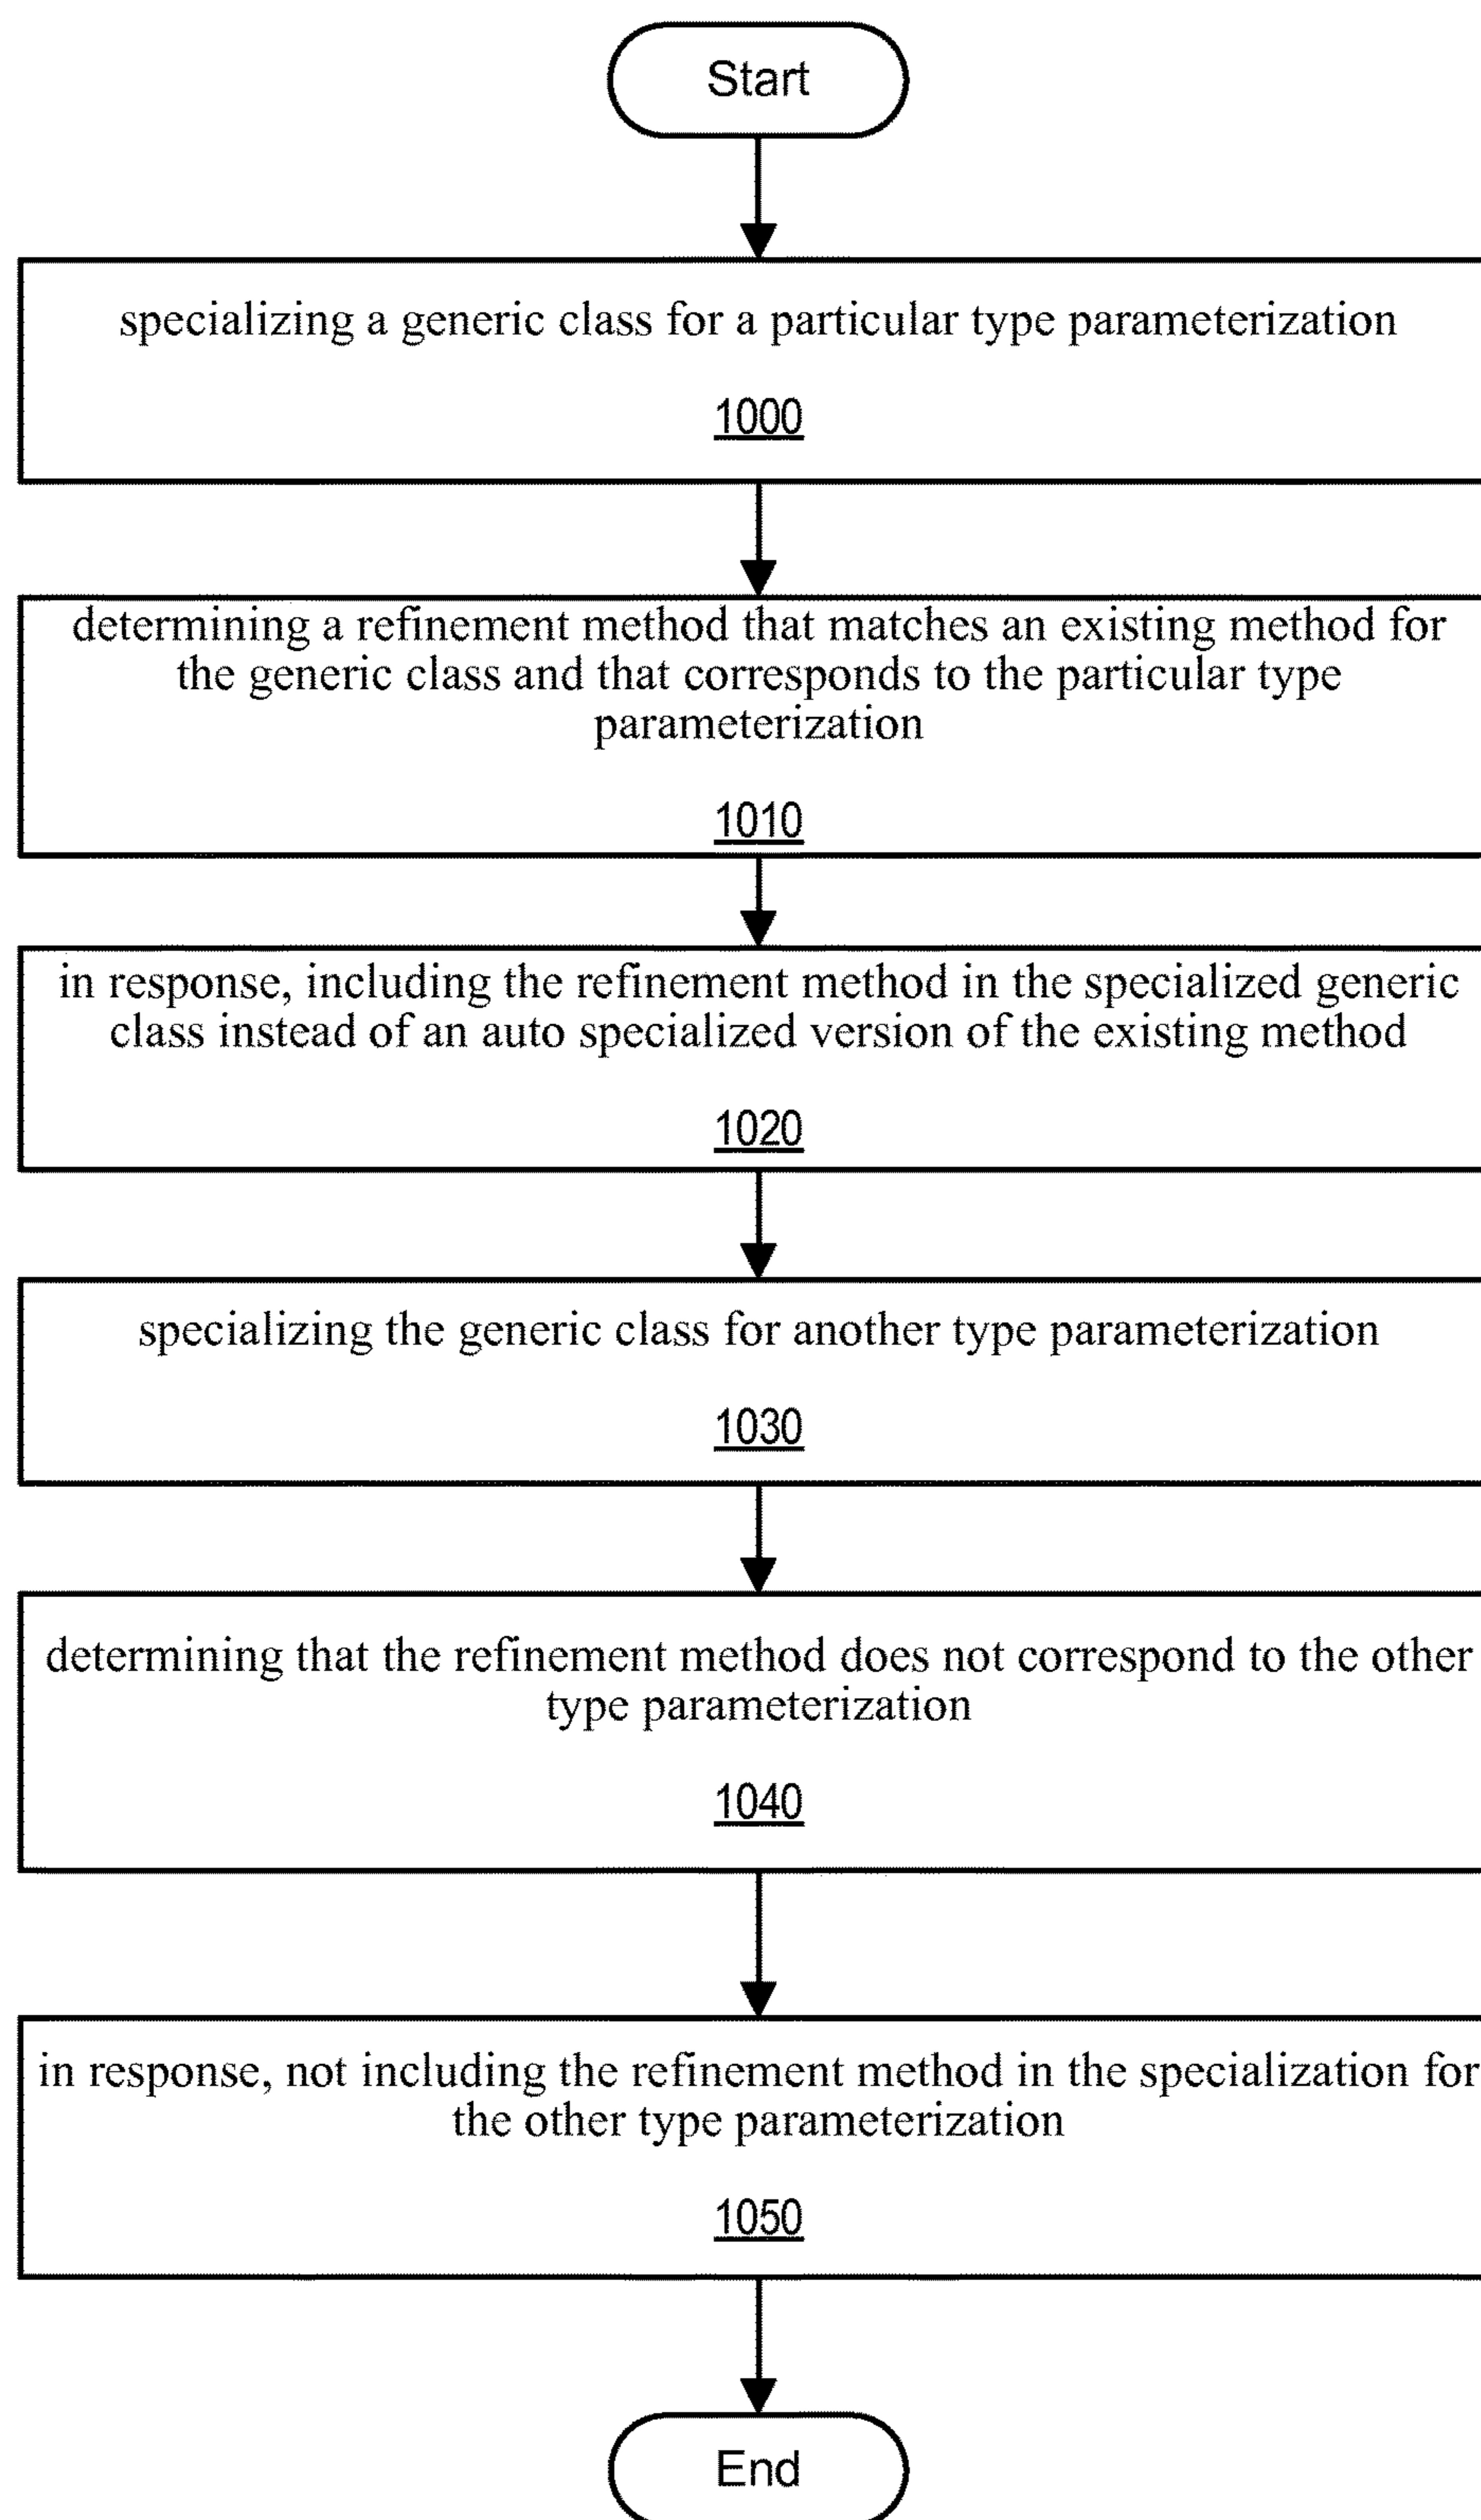 Start
specializing a generic class for a particular type parameterization
1000
determining a refinement method that matches an existing method for
the generic class and that corresponds to the particular type
parameterization
1010
in response, including the refinement method in the specialized generic
class instead of an auto specialized version of the existing method
1020
specializing the generic class for another type parameterization
1030
determining that the refinement method does not correspond to the other
type parameterization
1040
in response, not including the refinement method in the specialization for
the other type parameterization
1050
End